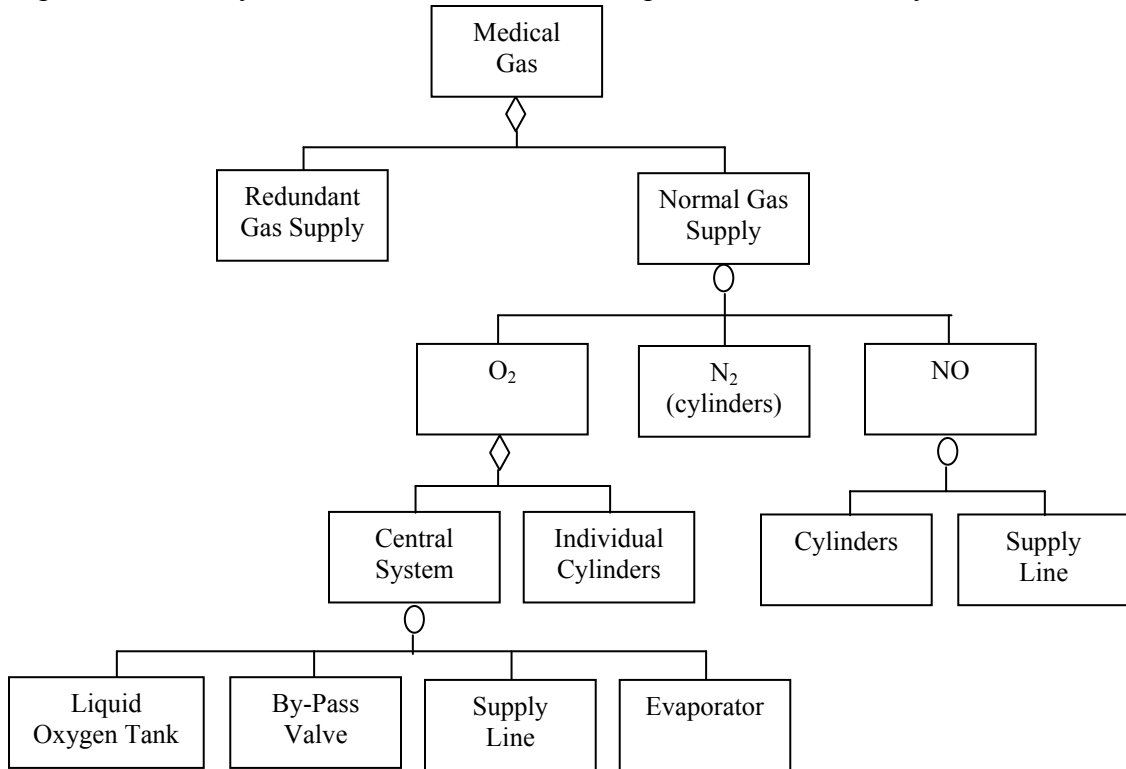 Medical
Gas
Redundant
Gas Supply
Normal Gas
Supply
O₂
N₂
(cylinders)
NO
Central
System
Individual
Cylinders
Cylinders
Supply
Line
Liquid
Oxygen Tank
By-Pass
Valve
Supply
Line
Evaporator